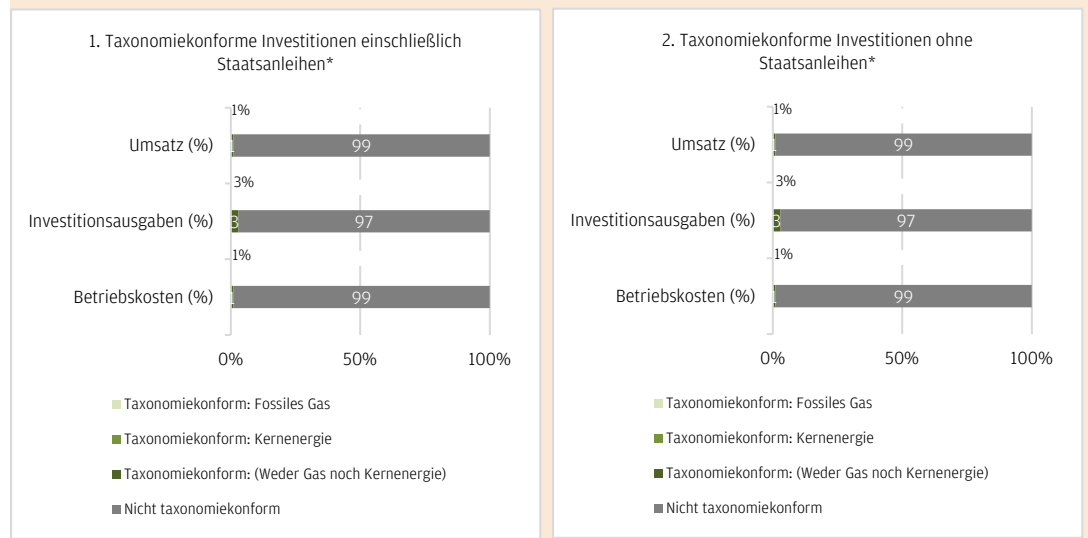 1. Taxonomiekonforme Investitionen einschließlich
Staatsanleihen*
1%
Umsatz (%)
1
99
3%
Investitionsausgaben (%)
3
97
1%
Betriebskosten (%)
1
99
0%
50%
100%
Taxonomiekonform: Fossiles Gas
Taxonomiekonform: Kernenergie
Taxonomiekonform: (Weder Gas noch Kernenergie)
Nicht taxonomiekonform
2. Taxonomiekonforme Investitionen ohne
Staatsanleihen*
1%
Umsatz (%)
1
99
3%
Investitionsausgaben (%)
3
97
1%
Betriebskosten (%)
1
99
0%
50%
100%
Taxonomiekonform: Fossiles Gas
Taxonomiekonform: Kernenergie
Taxonomiekonform: (Weder Gas noch Kernenergie)
Nicht taxonomiekonform